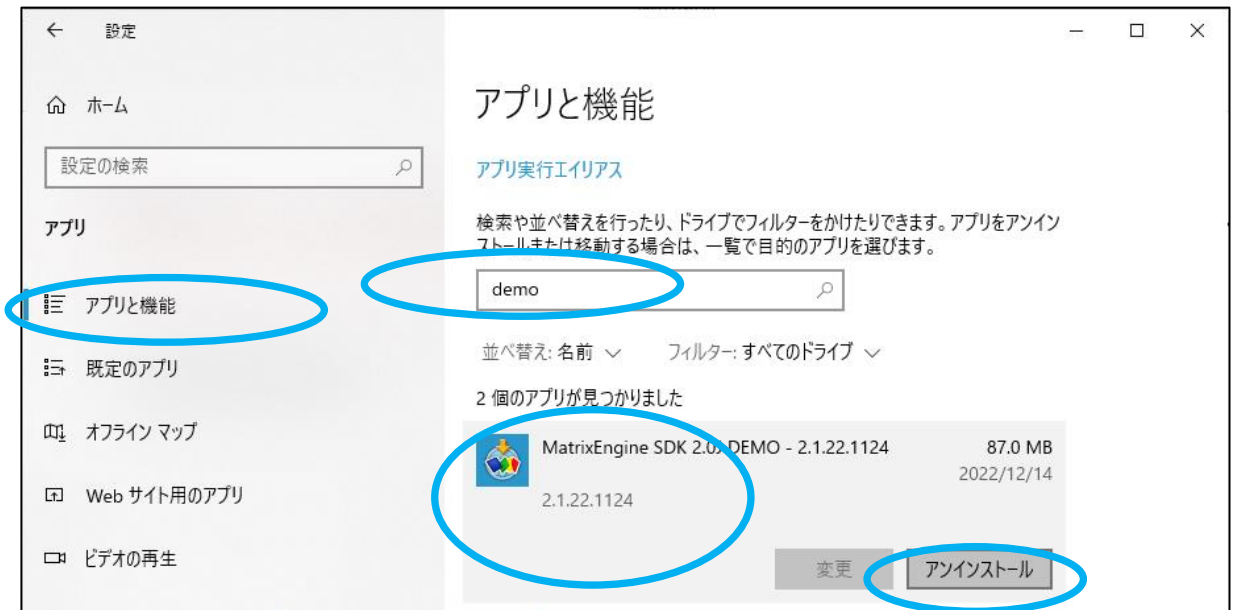 設定
ホーム
設定の検索
アプリ
アプリと機能
既定のアプリ
オフライン マップ
Web サイト用のアプリ
ビデオの再生
アプリと機能
アプリ実行エイリアス
検索や並べ替えを行ったり、ドライブでフィルターをかけたりできます。アプリをアンイン
ストールまたは移動する場合は、一覧で目的のアプリを選びます。
demo
並べ替え: 名前 フィルター: すべてのドライブ
2 個のアプリが見つかりました
MatrixEngine SDK DEMO - 2.1.22.1124 87.0 MB
2022/12/14
2.1.22.1124
変更 アンインストール